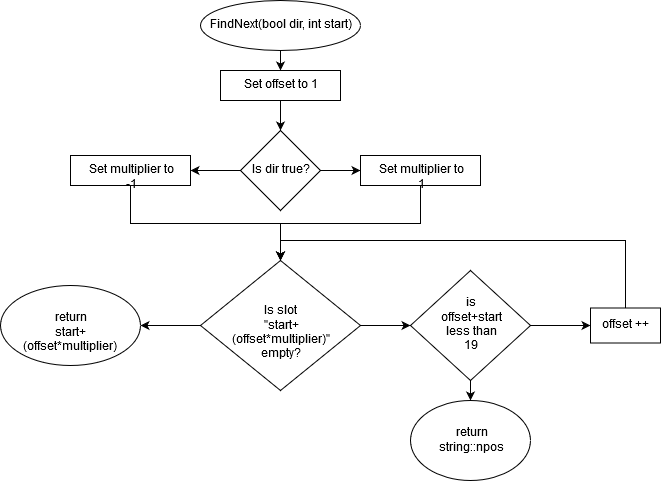 FindNext(bool dir, int start)
Set offset to 1
Is dir true?
Set multiplier to
-1
Set multiplier to
1
Is slot
"start+
(offset*multiplier)"
empty?
is
offset+start
less than
19
offset ++
return
start+
(offset*multiplier)
return
string::npos